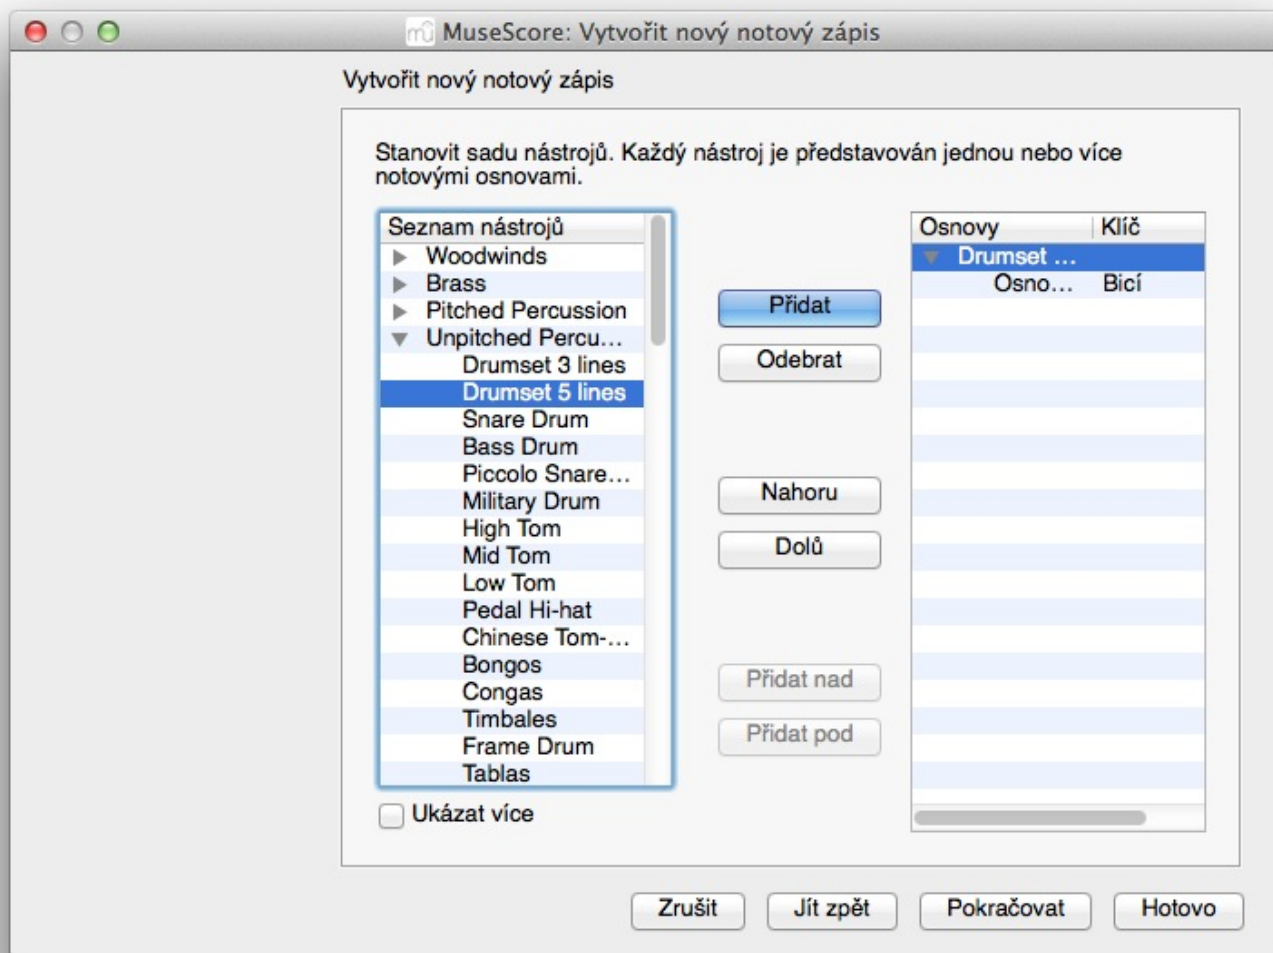 MuseScore: Vytvořit nový notový zápis
Vytvořit nový notový zápis
Stanovit sadu nástrojů. Každý nástroj je představován jednou nebo více
notovými osnovami.
Seznam nástrojů
Woodwinds
Brass
Pitched Percussion
Unpitched Percu...
Drumset 3 lines
Drumset 5 lines
Snare Drum
Bass Drum
Piccolo Snare...
Military Drum
High Tom
Mid Tom
Low Tom
Pedal Hi-hat
Chinese Tom-...
Bongos
Congas
Timbales
Frame Drum
Tablas
Ukázat více
Přidat
Odebrat
Nahoru
Dolů
Přidat nad
Přidat pod
Osnovy Klíč
Drumset ...
Osno... Bicí
Zrušit Jít zpět Pokračovat Hotovo